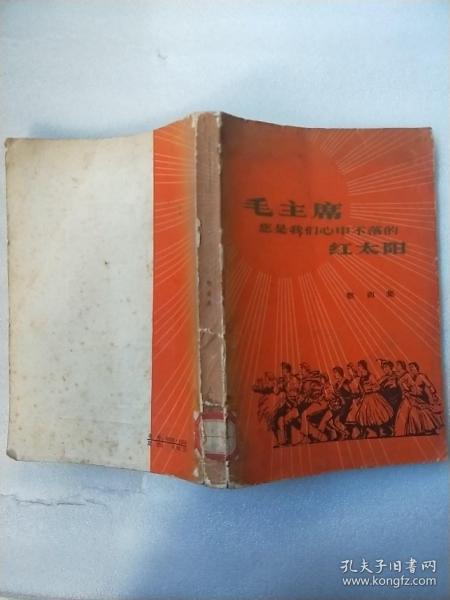 毛主席
您是我们心中不落的
红太阳
歌曲集
孔夫子旧书网
www.kongfz.com